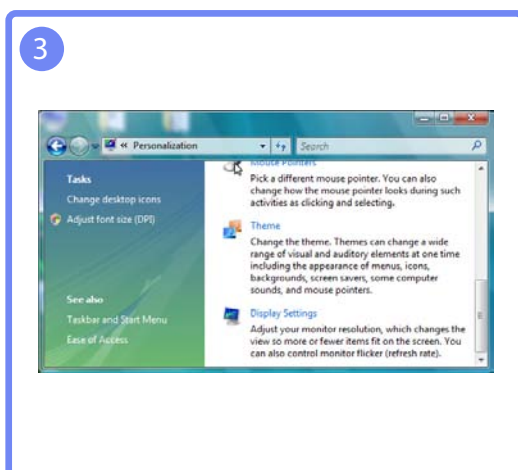 3
« Personalization
Search
Tasks
Change desktop icons
Adjust font size (DPI)
See also
Taskbar and Start Menu
Ease of Access
Mouse Pointers
Pick a different mouse pointer. You can also
change how the mouse pointer looks during such
activities as clicking and selecting.
Theme
Change the theme. Themes can change a wide
range of visual and auditory elements at one time
including the appearance of menus, icons,
backgrounds, screen savers, some computer
sounds, and mouse pointers.
Display Settings
Adjust your monitor resolution, which changes the
view so more or fewer items fit on the screen. You
can also control monitor flicker (refresh rate).